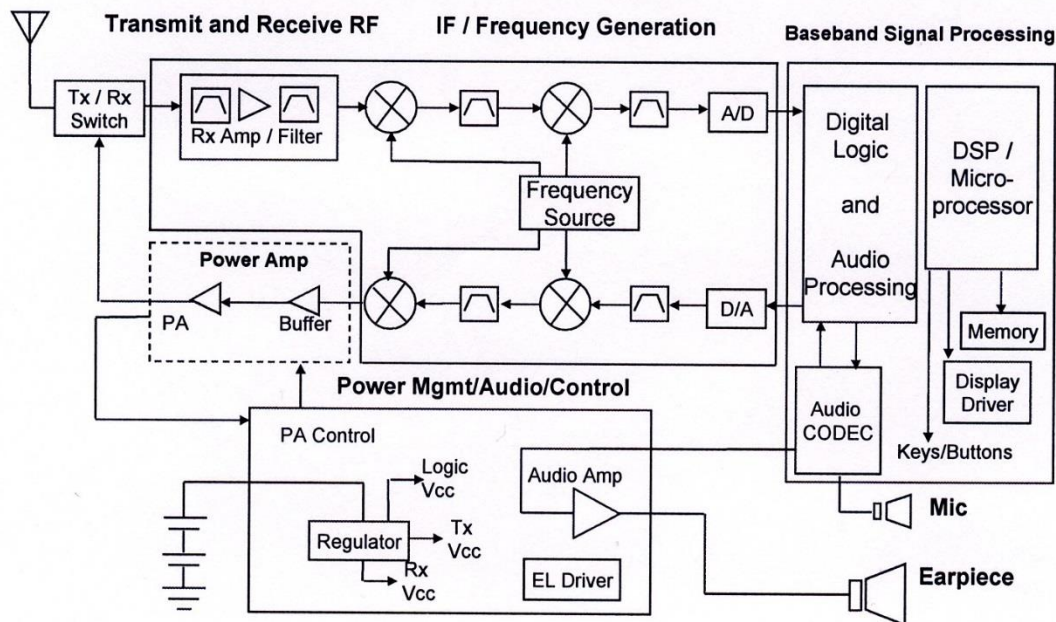 Transmit and Receive RF
IF / Frequency Generation
Baseband Signal Processing
Tx / Rx
Switch
Rx Amp / Filter
A/D
Frequency
Source
Digital
Logic
and
Audio
Processing
DSP /
Micro-
processor
Power Amp
PA
Buffer
D/A
Memory
Display
Driver
Keys/Buttons
Audio
CODEC
Power Mgmt/Audio/Control
PA Control
Logic
Vcc
Regulator
Tx
Vcc
Rx
Vcc
Audio Amp
EL Driver
Mic
Earpiece